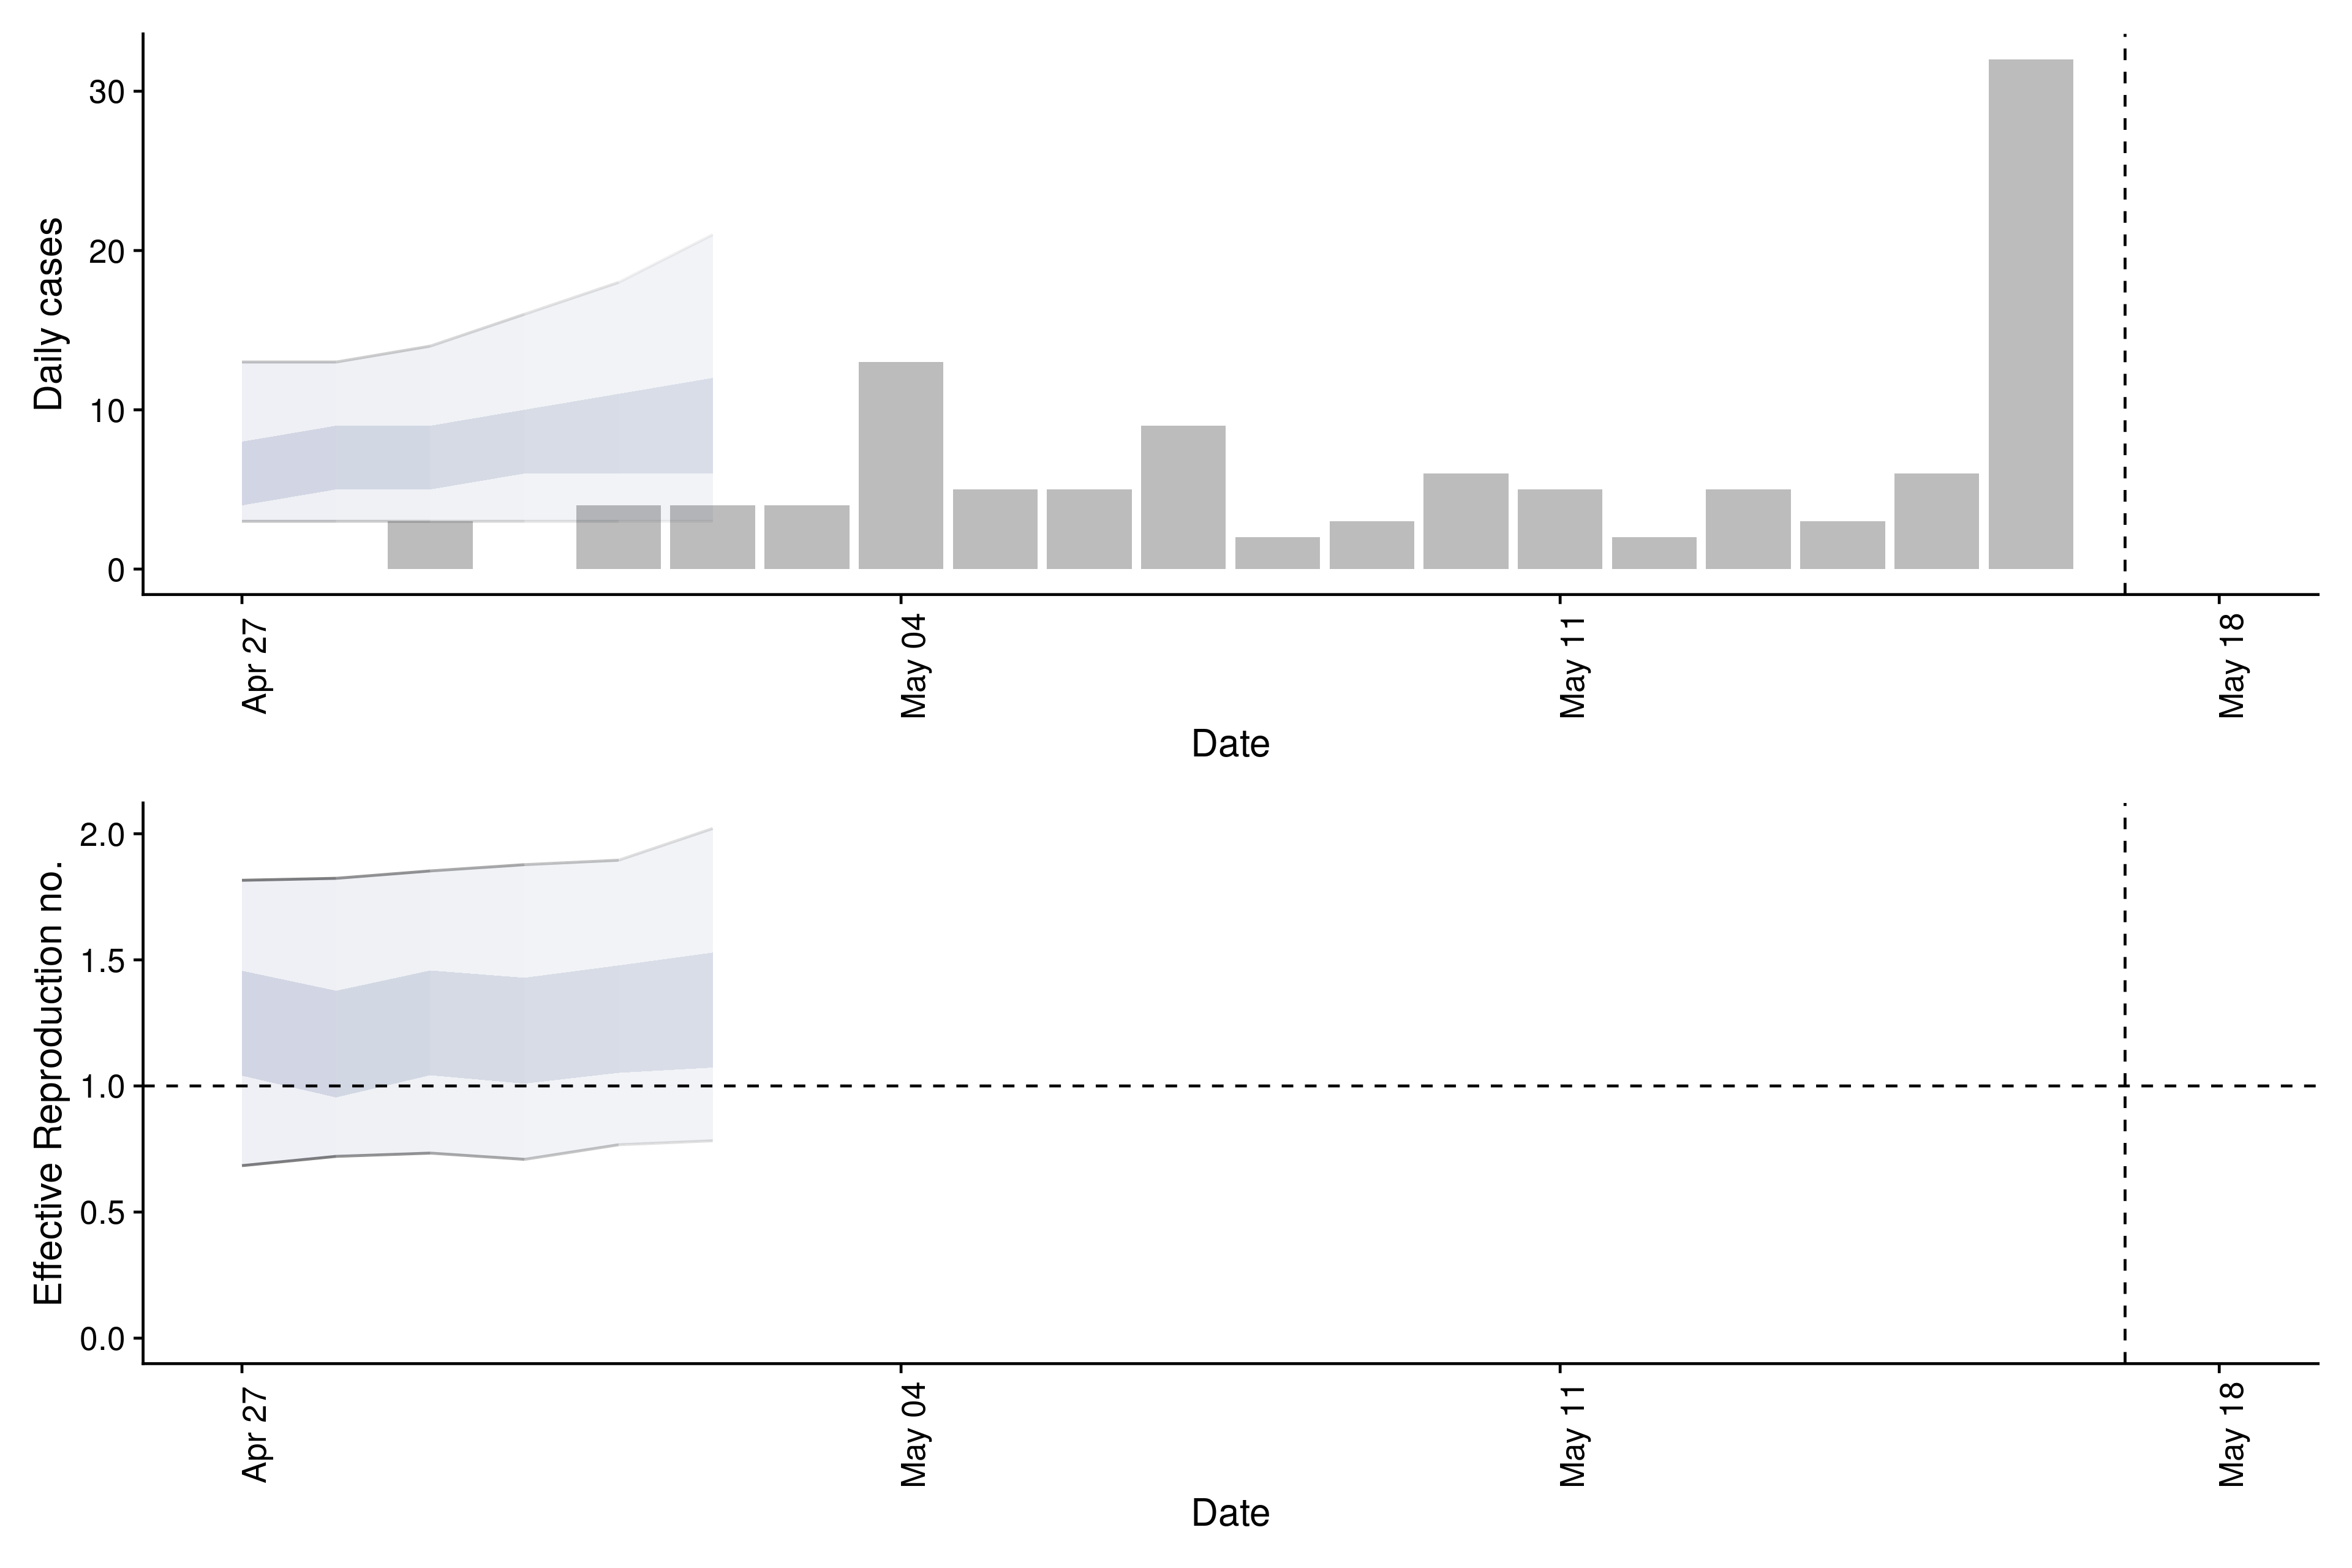 Daily cases
30
20
10
0
Apr 27
May 04
May 11
May 18
Date
Effective Reproduction no.
2.0
1.5
1.0
0.5
0.0
Apr 27
May 04
May 11
May 18
Date